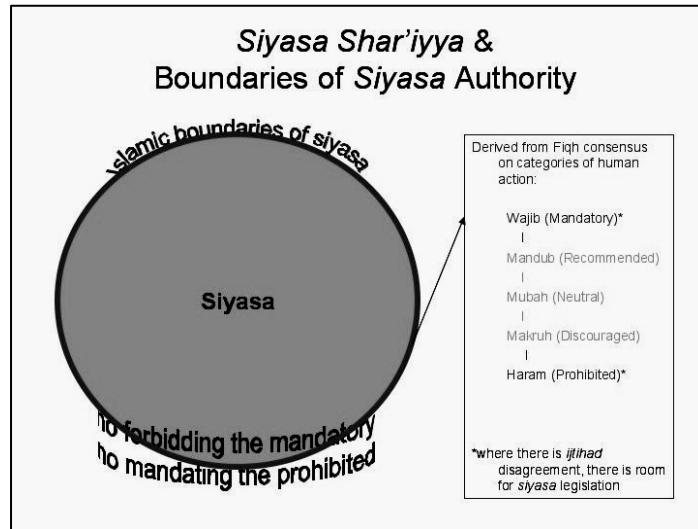 Siyasa Shar'iyya &
Boundaries of Siyasa Authority
Islamic boundaries of siyasa
Siyasa
no forbidding the mandatory
no mandating the prohibited
Derived from Fiqh consensus
on categories of human
action:
Wajib (Mandatory)*
Mandub (Recommended)
Mubah (Neutral)
Makruh (Discouraged)
Haram (Prohibited)*
*where there is ijtihad
disagreement, there is room
for siyasa legislation